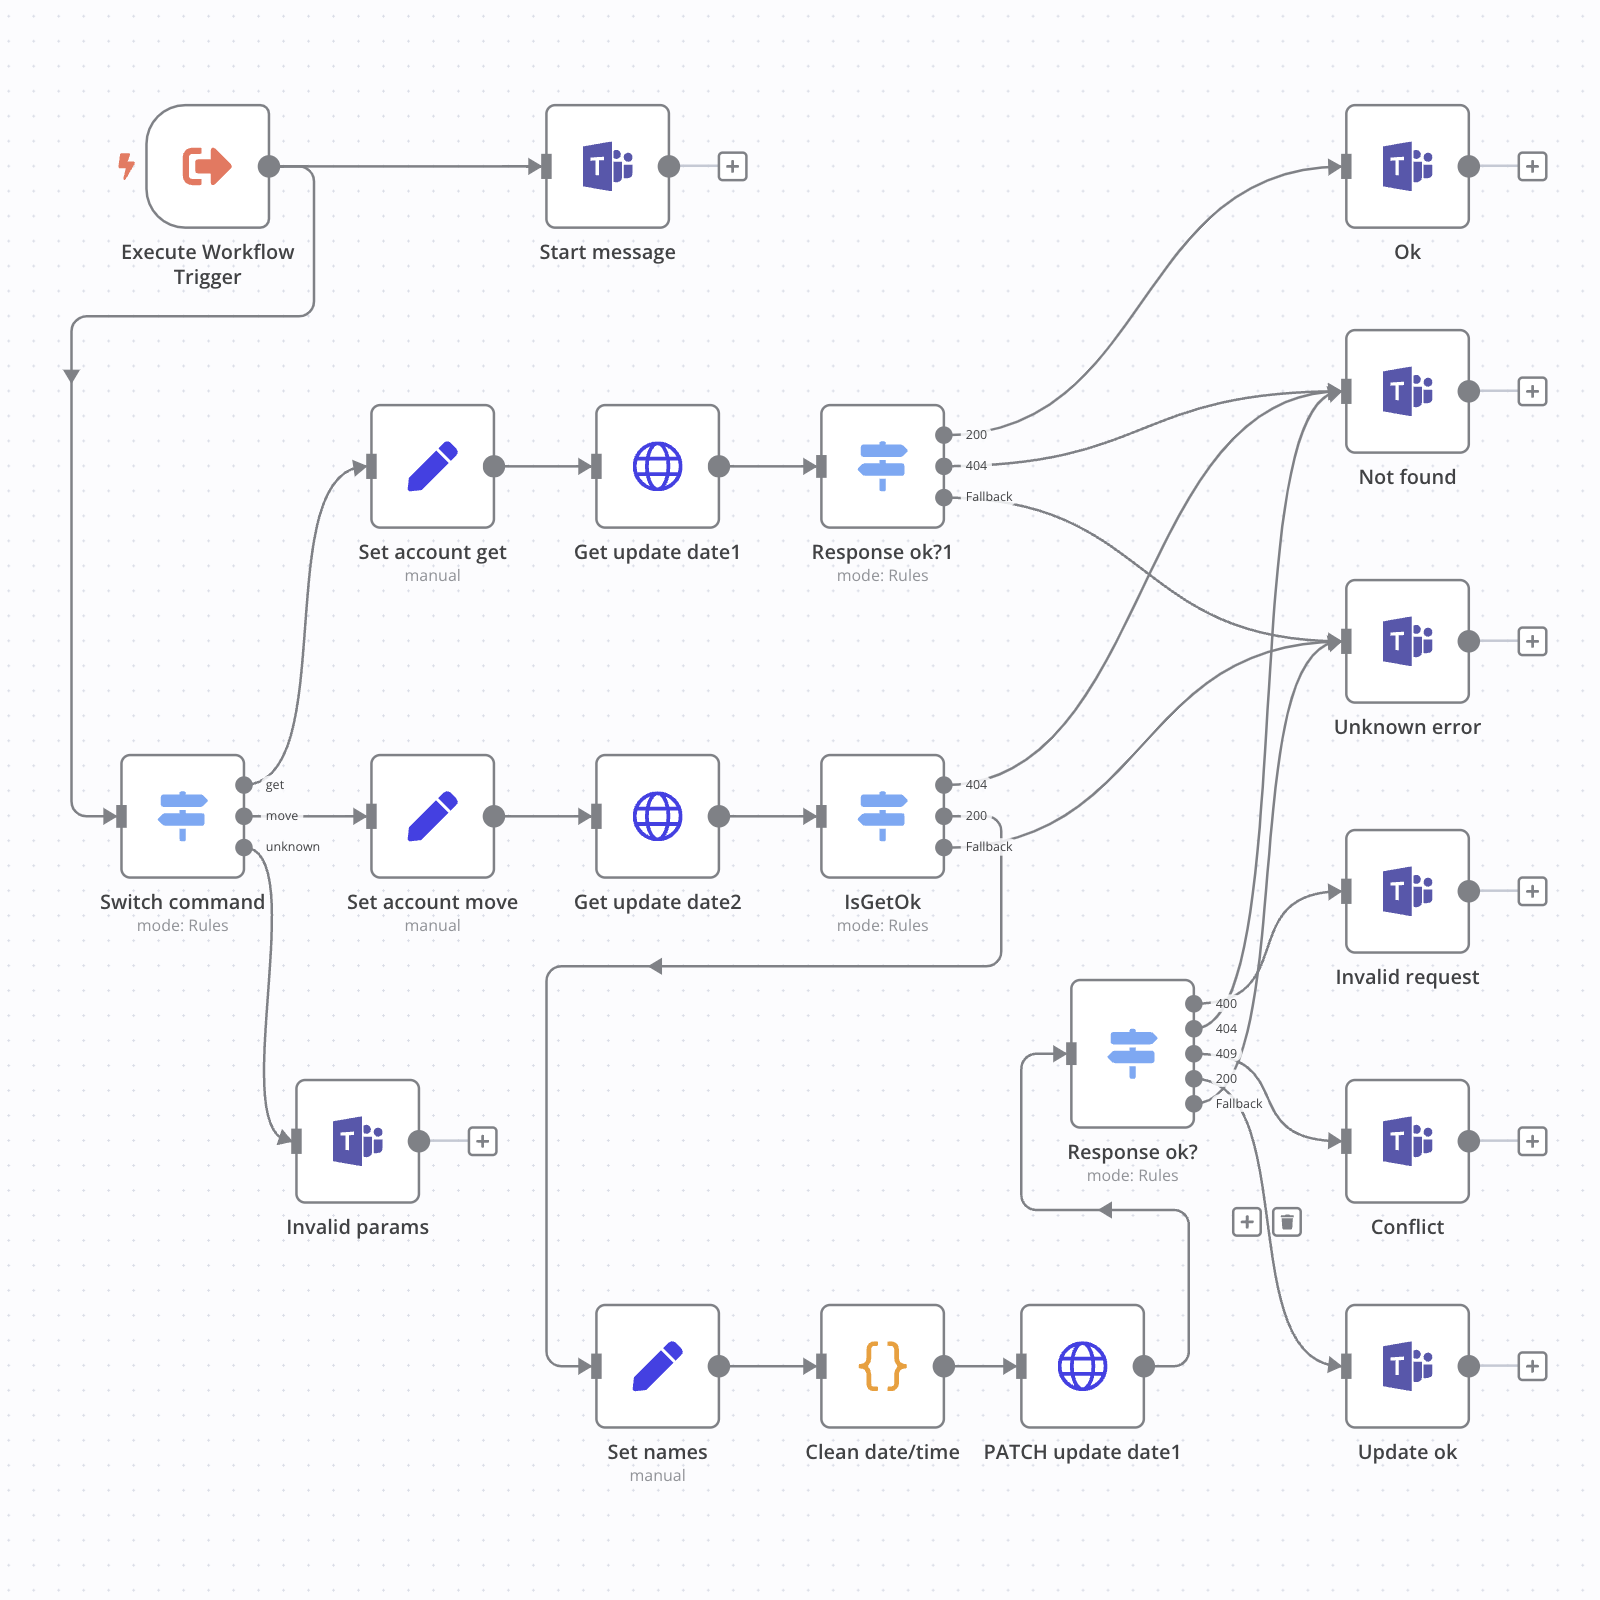 Execute Workflow
Trigger
T
Start message
T
Ok
T
Not found
200
404
Fallback
Set account get
manual
Get update date1
Response ok?1
mode: Rules
T
Unknown error
get
move
unknown
Switch command
mode: Rules
Set account move
manual
Get update date2
404
200
Fallback
IsGetOk
mode: Rules
T
Invalid request
400
404
409
200
Fallback
Response ok?
mode: Rules
T
Invalid params
T
Conflict
Set names
manual
{}
Clean date/time
PATCH update date1
T
Update ok